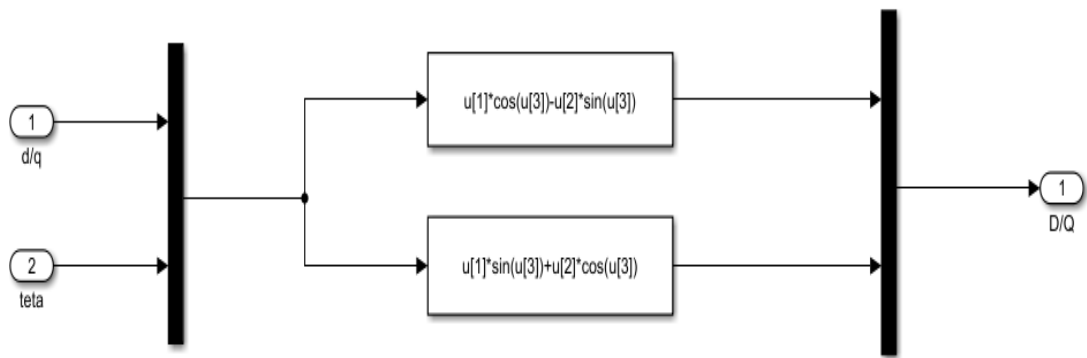 u[1]*cos(u[3])-u[2]*sin(u[3])
1
d/q
1
D/Q
2
teta
u[1]*sin(u[3])+u[2]*cos(u[3])